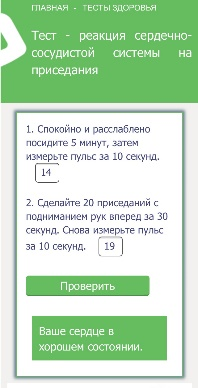 ГЛАВНАЯ - ТЕСТЫ ЗДОРОВЬЯ
Тест - реакция сердечно-
сосудистой системы на
приседания
1. Спокойно и расслаблено
посидите 5 минут, затем
измерьте пульс за 10 секунд.
14
2. Сделайте 20 приседаний с
подниманием рук вперед за 30
секунд. Снова измерьте пульс
за 10 секунд. 19
Проверить
Ваше сердце в
хорошем состоянии.